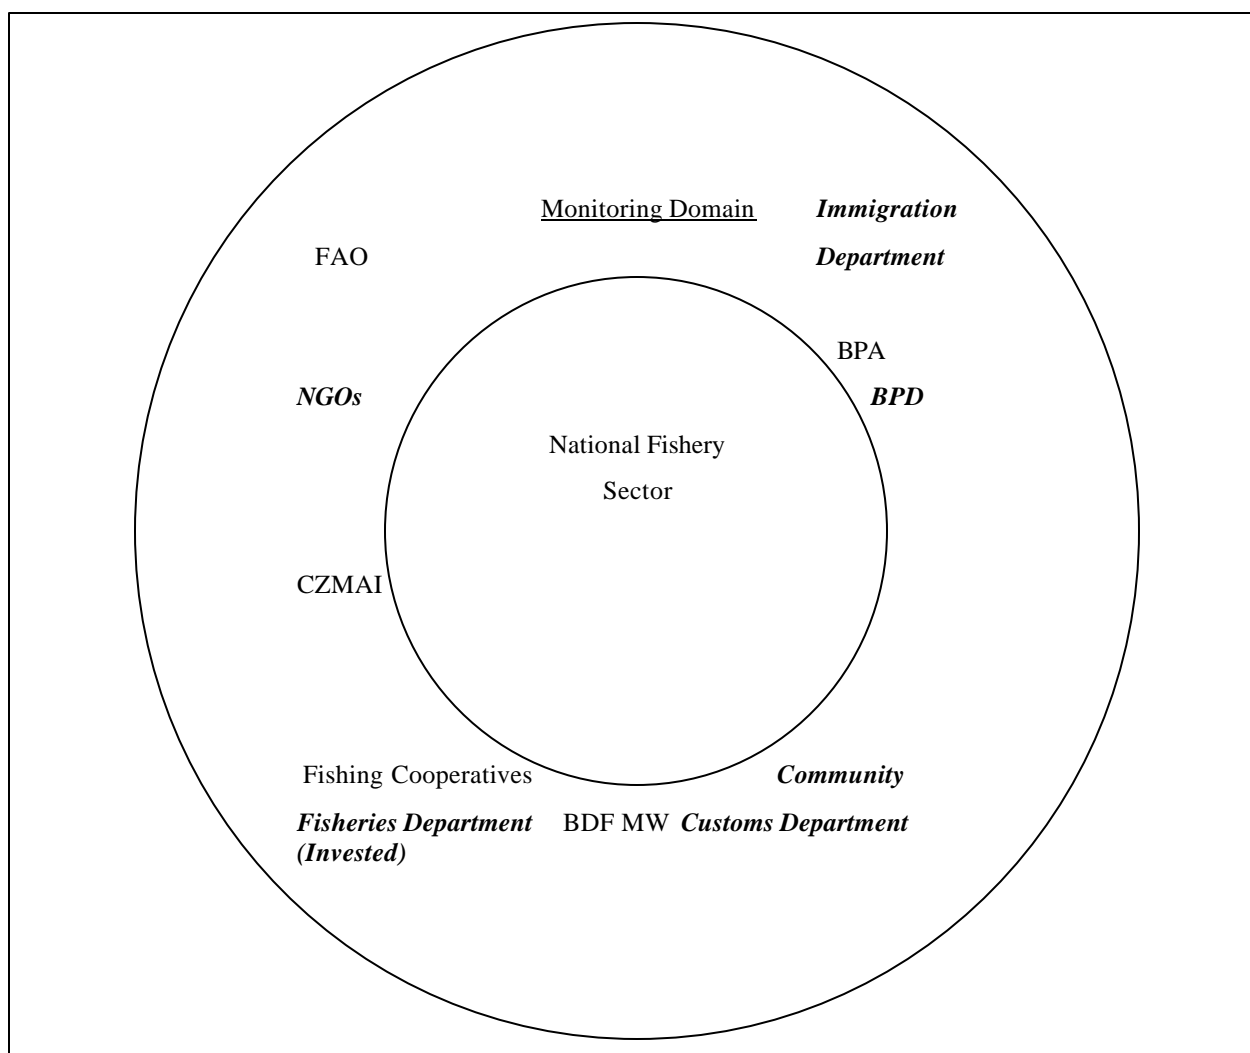 Monitoring Domain
Immigration
Department
FAO
BPA
NGOs
BPD
National Fishery
Sector
CZMAI
Fishing Cooperatives
Community
Fisheries Department
(Invested)
BDF MW
Customs Department